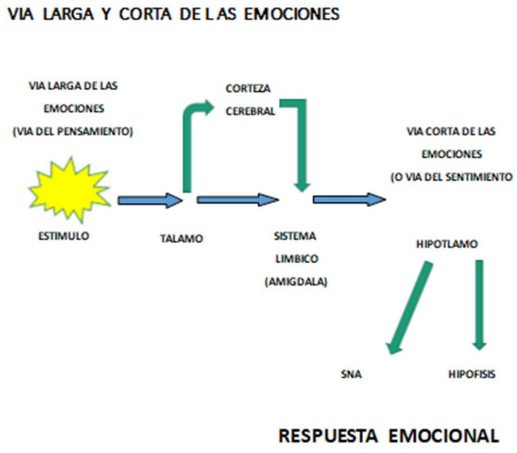 VIA LARGA Y CORTA DE LAS EMOCIONES
VIA LARGA DE LAS
EMOCIONES
(VIA DEL PENSAMIENTO)
CORTEZA
CEREBRAL
VIA CORTA DE LAS
EMOCIONES
(O VIA DEL SENTIMIENTO
ESTIMULO
TALAMO
SISTEMA
LIMBICO
(AMIGDALA)
HIPOTLAMO
SNA
HIPOFISIS
RESPUESTA EMOCIONAL